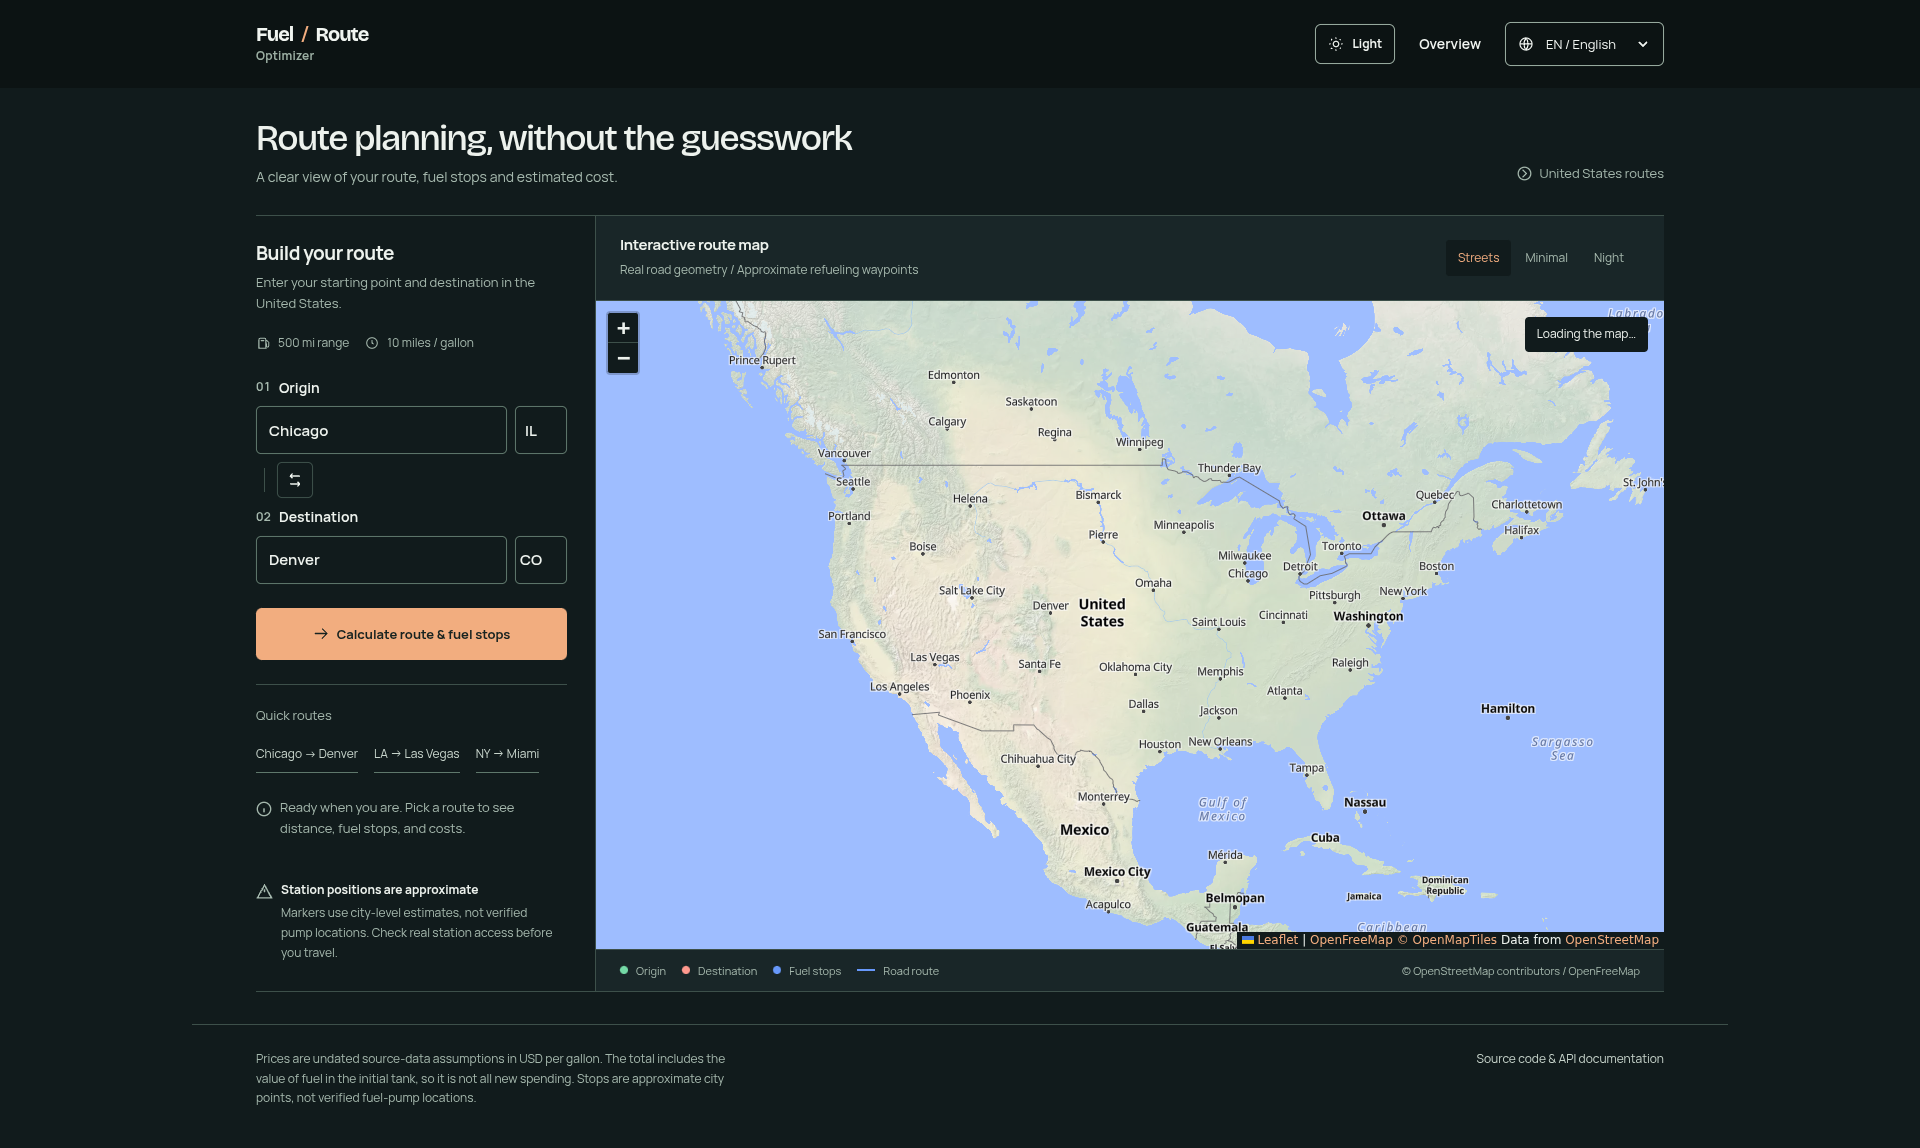 Fuel / Route
Optimizer
Light
Overview
EN / English
Route planning, without the guesswork
A clear view of your route, fuel stops and estimated cost.
United States routes
Build your route
Enter your starting point and destination in the
United States.
500 mi range
10 miles / gallon
01 Origin
Chicago
IL
02 Destination
Denver
CO
→ Calculate route & fuel stops
Quick routes
Chicago → Denver
LA → Las Vegas
NY → Miami
Ready when you are. Pick a route to see
distance, fuel stops, and costs.
Station positions are approximate
Markers use city-level estimates, not verified
pump locations. Check real station access before
you travel.
Interactive route map
Real road geometry / Approximate refueling waypoints
Streets
Minimal
Night
+
−
Loading the map...
Labrado
Prince Rupert
Edmonton
Saskatoon
Calgary
Regina
Winnipeg
Vancouver
Thunder Bay
Seattle
St. John's
Helena
Bismarck
Quebec
Charlottetown
Portland
Ottawa
Minneapolis
Halifax
Pierre
Boise
Toronto
Milwaukee
Chicago
Detroit
Boston
Omaha
Salt Lake City
Pittsburgh
New York
Denver
United
States
Cincinnati
Washington
Saint Louis
San Francisco
Las Vegas
Santa Fe
Oklahoma City
Memphis
Raleigh
Los Angeles
Phoenix
Atlanta
Dallas
Jackson
Hamilton
Houston
New Orleans
Sargasso
Sea
Chihuahua City
Tampa
Monterrey
Gulf of
Mexico
Nassau
Mexico
Cuba
Mérida
Mexico City
Dominican
Republic
Jamaica
Belmopan
Acapulco
Guatemala
Caribbean
Leaflet | OpenFreeMap © OpenMapTiles Data from OpenStreetMap
Origin
Destination
Fuel stops
Road route
© OpenStreetMap contributors / OpenFreeMap
Prices are undated source-data assumptions in USD per gallon. The total includes the
value of fuel in the initial tank, so it is not all new spending. Stops are approximate city
points, not verified fuel-pump locations.
Source code & API documentation